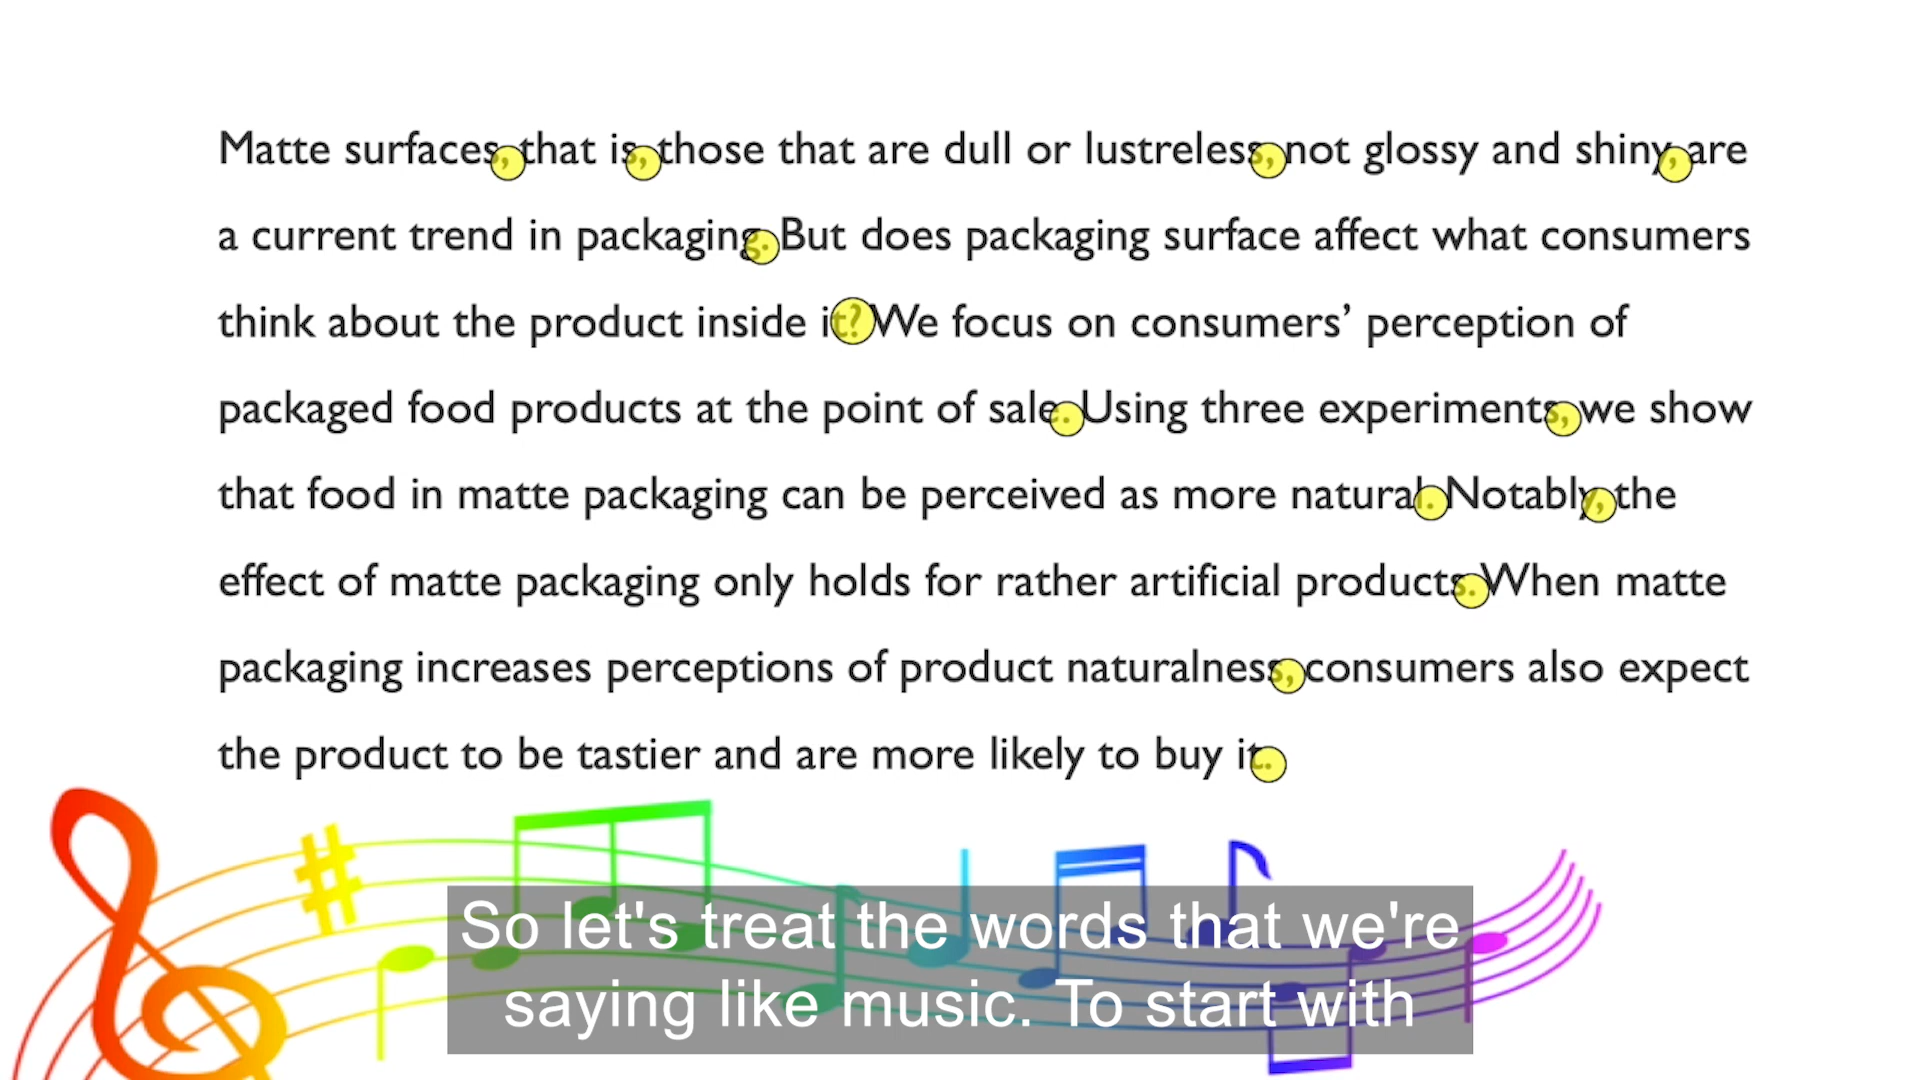 Matte surfaces, that is, those that are dull or lustreless, not glossy and shiny, are
a current trend in packaging. But does packaging surface affect what consumers
think about the product inside it? We focus on consumers’ perception of
packaged food products at the point of sale. Using three experiments, we show
that food in matte packaging can be perceived as more natural. Notably, the
effect of matte packaging only holds for rather artificial products. When matte
packaging increases perceptions of product naturalness, consumers also expect
the product to be tastier and are more likely to buy it.
So let's treat the words that we're
saying like music. To start with